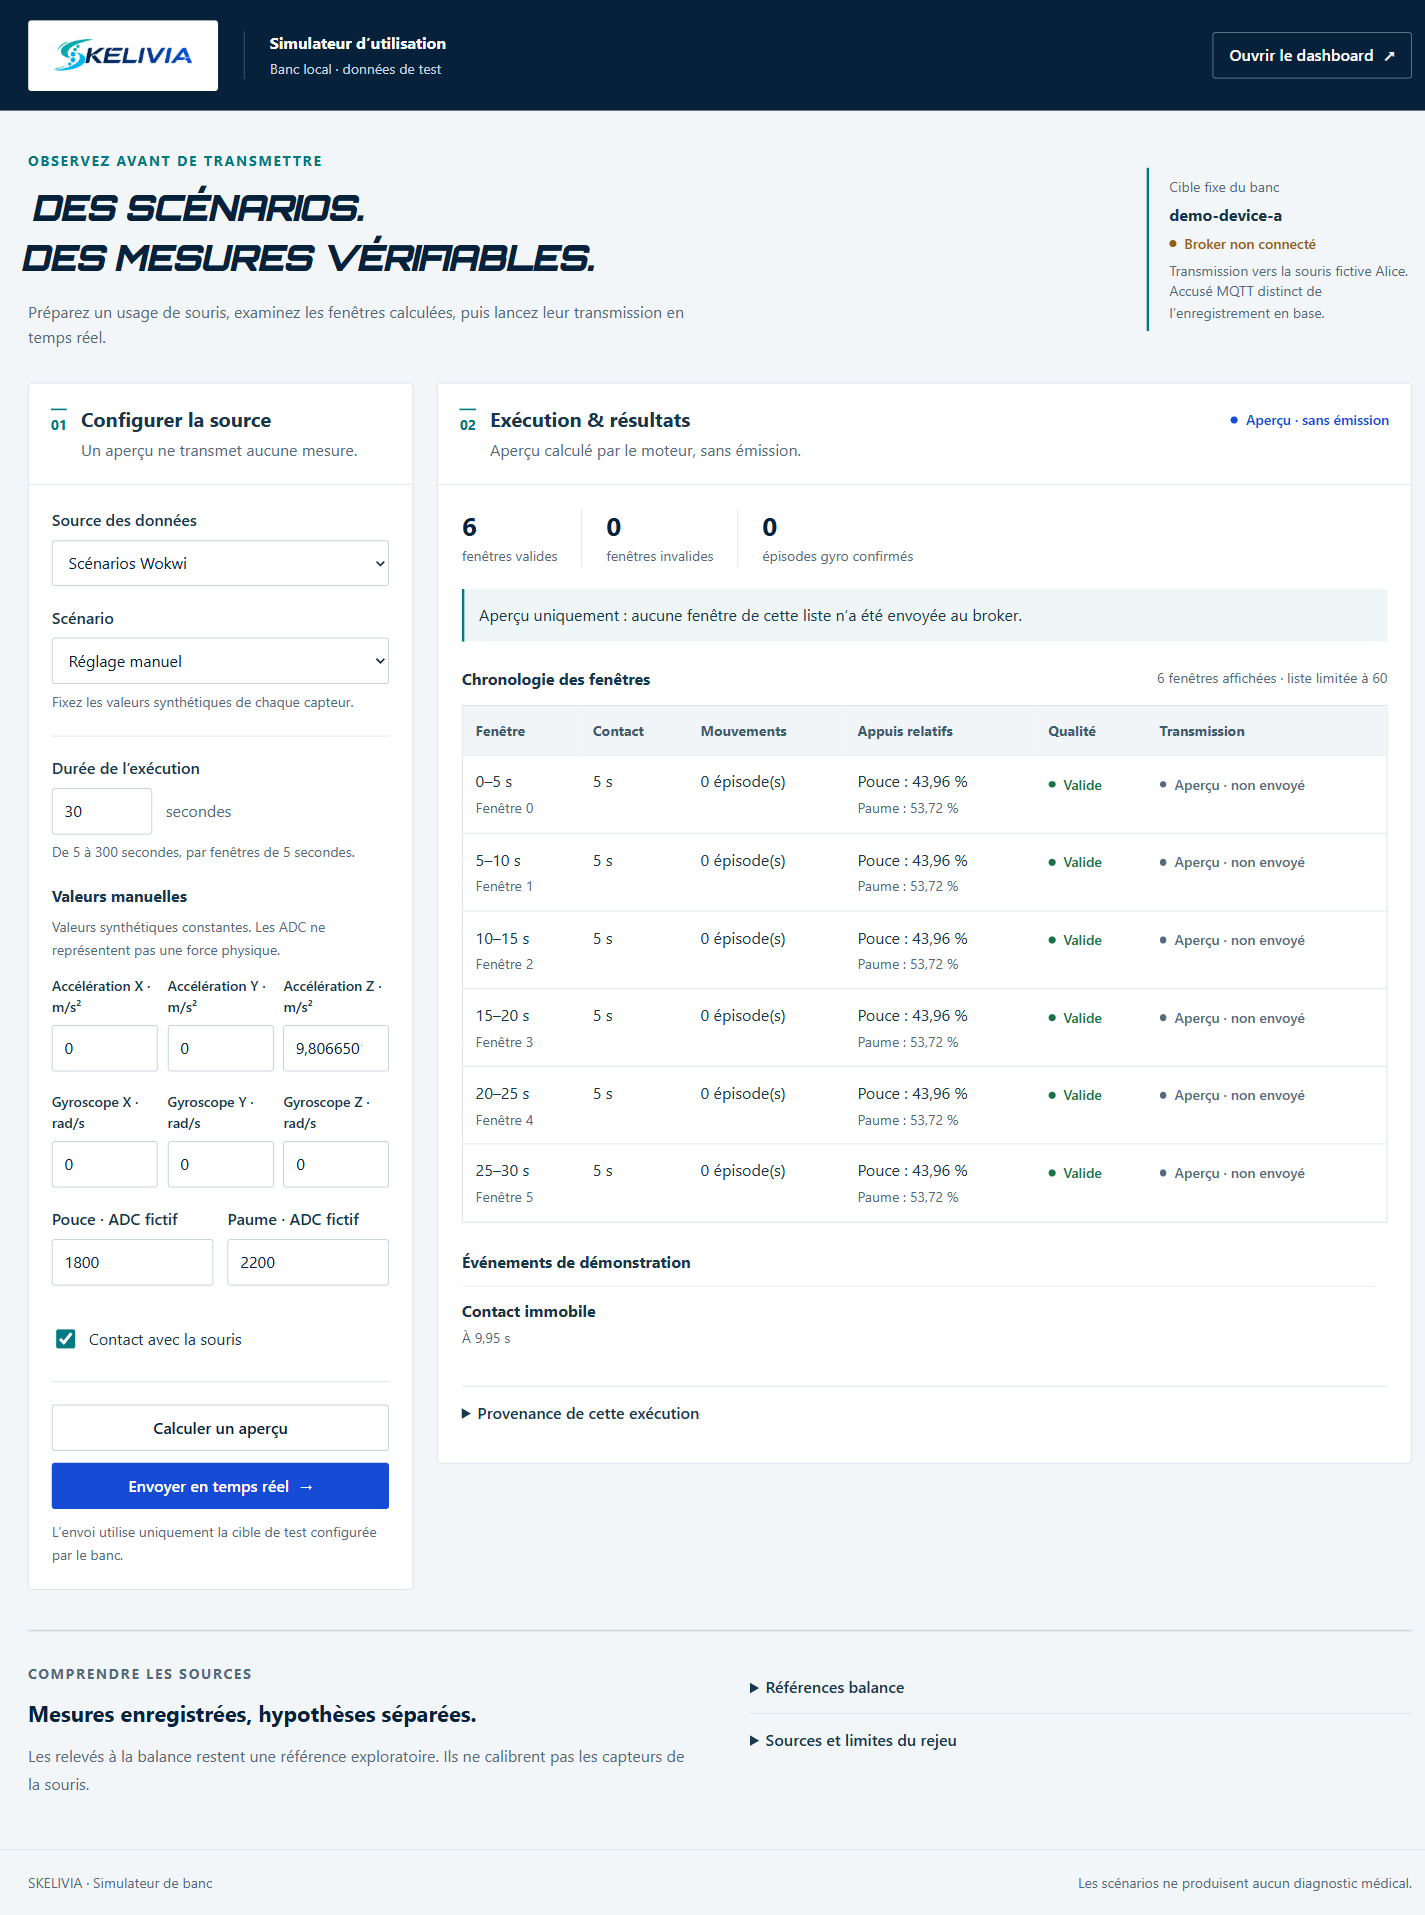 SKELIVIA
Simulateur d’utilisation
Banc local · données de test
Ouvrir le dashboard ↗
OBSERVEZ AVANT DE TRANSMETTRE
DES SCÉNARIOS.
DES MESURES VÉRIFIABLES.
Préparez un usage de souris, examinez les fenêtres calculées, puis lancez leur transmission en
temps réel.
Cible fixe du banc
demo-device-a
Broker non connecté
Transmission vers la souris fictive Alice.
Accusé MQTT distinct de
l’enregistrement en base.
01 Configurer la source
Un aperçu ne transmet aucune mesure.
Source des données
Scénarios Wokwi
Scénario
Réglage manuel
Fixez les valeurs synthétiques de chaque capteur.
Durée de l’exécution
30 secondes
De 5 à 300 secondes, par fenêtres de 5 secondes.
Valeurs manuelles
Valeurs synthétiques constantes. Les ADC ne
représentent pas une force physique.
Accélération X · Accélération Y · Accélération Z ·
m/s² m/s² m/s²
0 0 9,806650
Gyroscope X · Gyroscope Y · Gyroscope Z ·
rad/s rad/s rad/s
0 0 0
Pouce · ADC fictif Paume · ADC fictif
1800 2200
Contact avec la souris
Calculer un aperçu
Envoyer en temps réel →
L’envoi utilise uniquement la cible de test configurée
par le banc.
02 Exécution & résultats
Aperçu calculé par le moteur, sans émission.
Aperçu · sans émission
6 0 0
fenêtres valides fenêtres invalides épisodes gyro confirmés
Aperçu uniquement : aucune fenêtre de cette liste n’a été envoyée au broker.
Chronologie des fenêtres 6 fenêtres affichées · liste limitée à 60
Fenêtre Contact Mouvements Appuis relatifs Qualité Transmission
0–5 s 5 s 0 épisode(s) Pouce : 43,96 % Valide Aperçu · non envoyé
Fenêtre 0 Paume : 53,72 %
5–10 s 5 s 0 épisode(s) Pouce : 43,96 % Valide Aperçu · non envoyé
Fenêtre 1 Paume : 53,72 %
10–15 s 5 s 0 épisode(s) Pouce : 43,96 % Valide Aperçu · non envoyé
Fenêtre 2 Paume : 53,72 %
15–20 s 5 s 0 épisode(s) Pouce : 43,96 % Valide Aperçu · non envoyé
Fenêtre 3 Paume : 53,72 %
20–25 s 5 s 0 épisode(s) Pouce : 43,96 % Valide Aperçu · non envoyé
Fenêtre 4 Paume : 53,72 %
25–30 s 5 s 0 épisode(s) Pouce : 43,96 % Valide Aperçu · non envoyé
Fenêtre 5 Paume : 53,72 %
Événements de démonstration
Contact immobile
À 9,95 s
Provenance de cette exécution
COMPRENDRE LES SOURCES
Mesures enregistrées, hypothèses séparées.
Les relevés à la balance restent une référence exploratoire. Ils ne calibrent pas les capteurs de
la souris.
Références balance
Sources et limites du rejeu
SKELIVIA · Simulateur de banc
Les scénarios ne produisent aucun diagnostic médical.